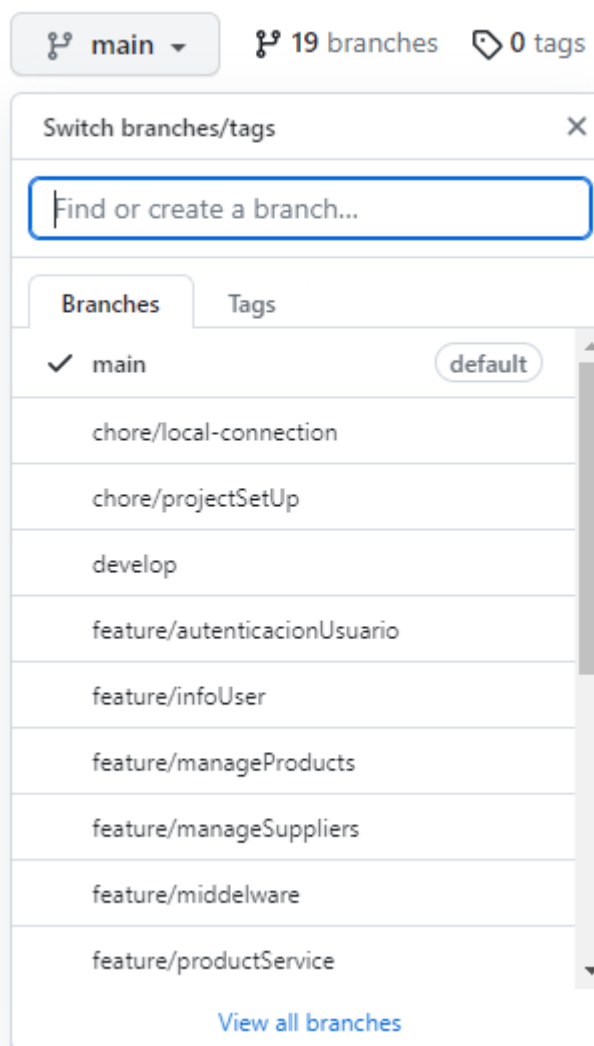 main 19 branches 0 tags
Switch branches/tags
Find or create a branch...
Branches Tags
main default
chore/local-connection
chore/projectSetUp
develop
feature/autenticacionUsuario
feature/infoUser
feature/manageProducts
feature/manageSuppliers
feature/middelware
feature/productService
View all branches